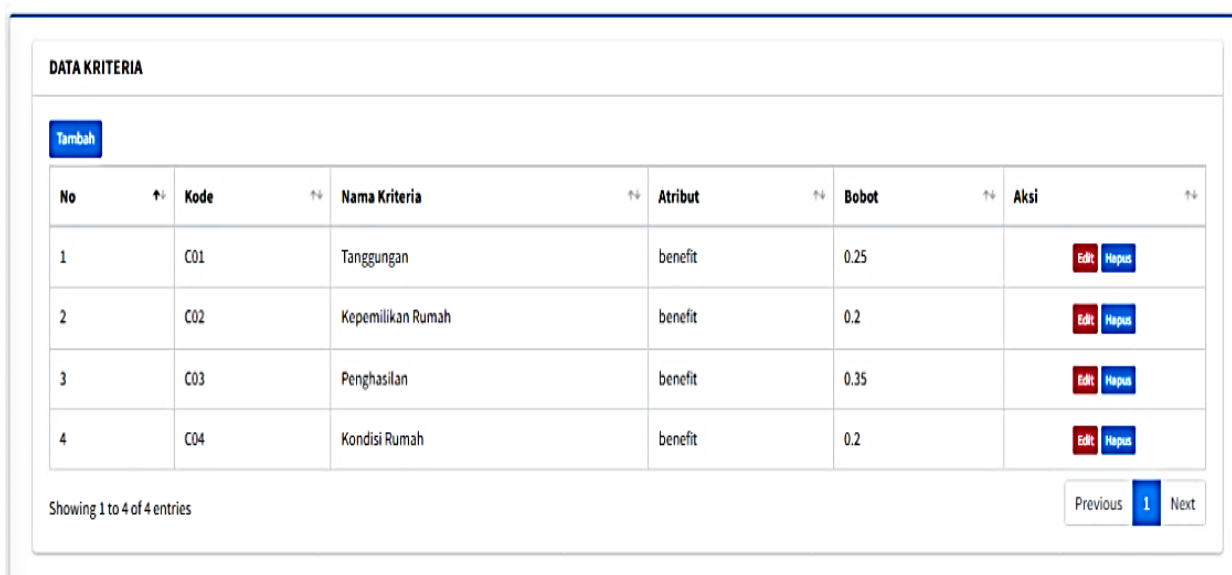 DATA KRITERIA
Tambah
No Kode Nama Kriteria Atribut Bobot Aksi
1 C01 Tanggungan benefit 0.25 Edit Hapus
2 C02 Kepemilikan Rumah benefit 0.2 Edit Hapus
3 C03 Penghasilan benefit 0.35 Edit Hapus
4 C04 Kondisi Rumah benefit 0.2 Edit Hapus
Showing 1 to 4 of 4 entries Previous 1 Next